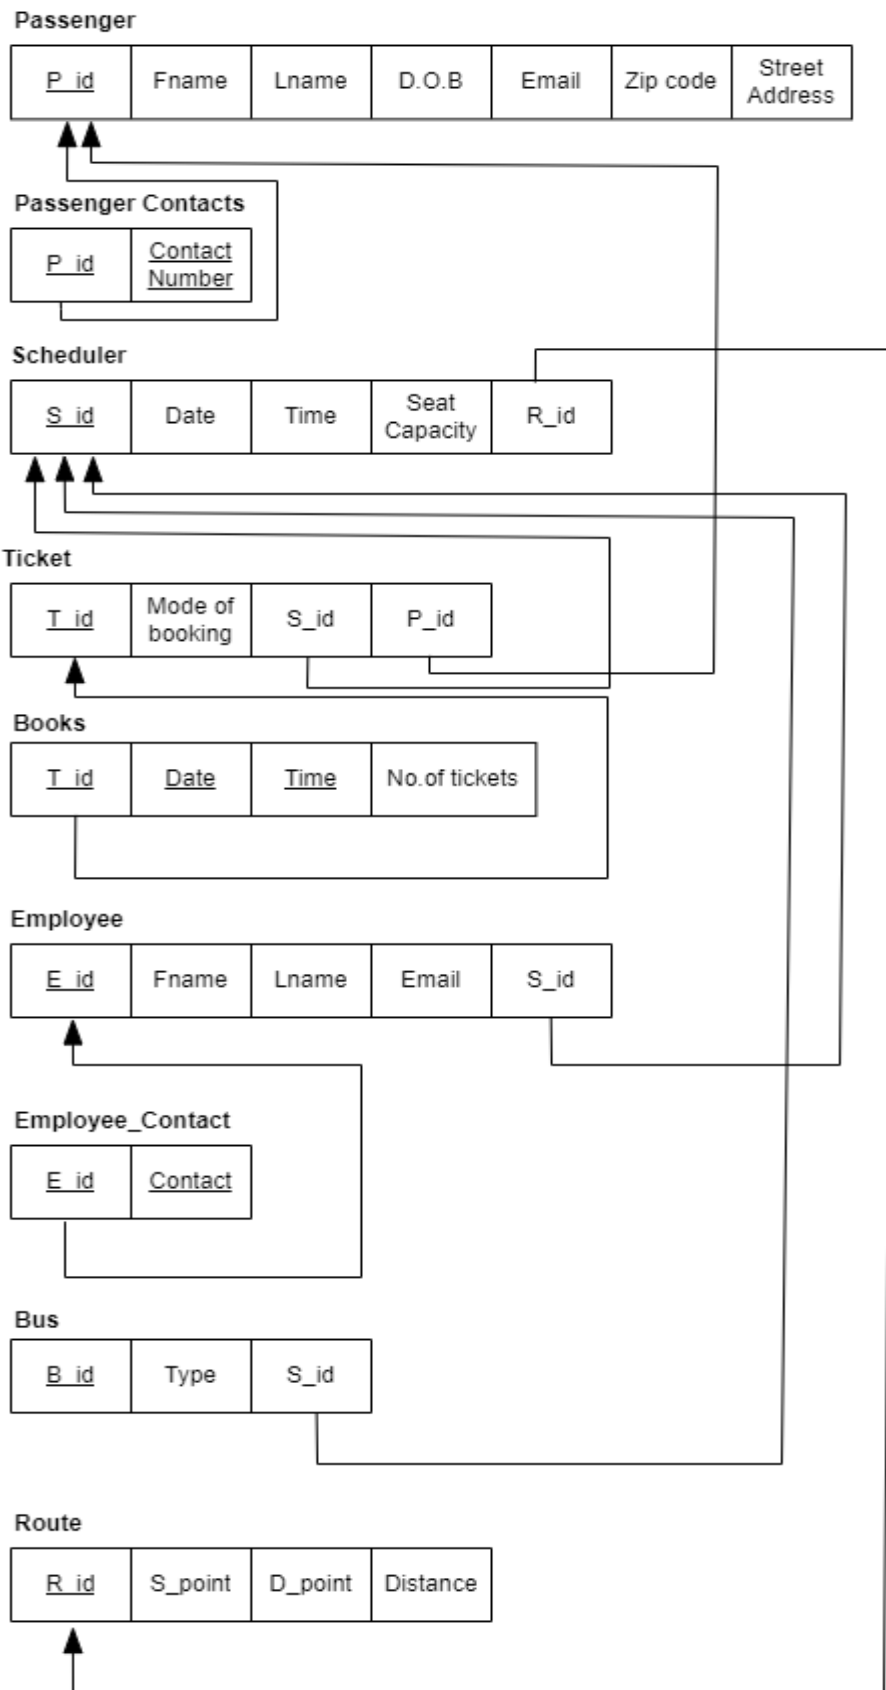 Passenger
P_id Fname Lname D.O.B Email Zip code Street Address
Passenger Contacts
P_id Contact Number
Scheduler
S_id Date Time Seat Capacity R_id
Ticket
T_id Mode of booking S_id P_id
Books
T_id Date Time No.of tickets
Employee
E_id Fname Lname Email S_id
Employee_Contact
E_id Contact
Bus
B_id Type S_id
Route
R_id S_point D_point Distance